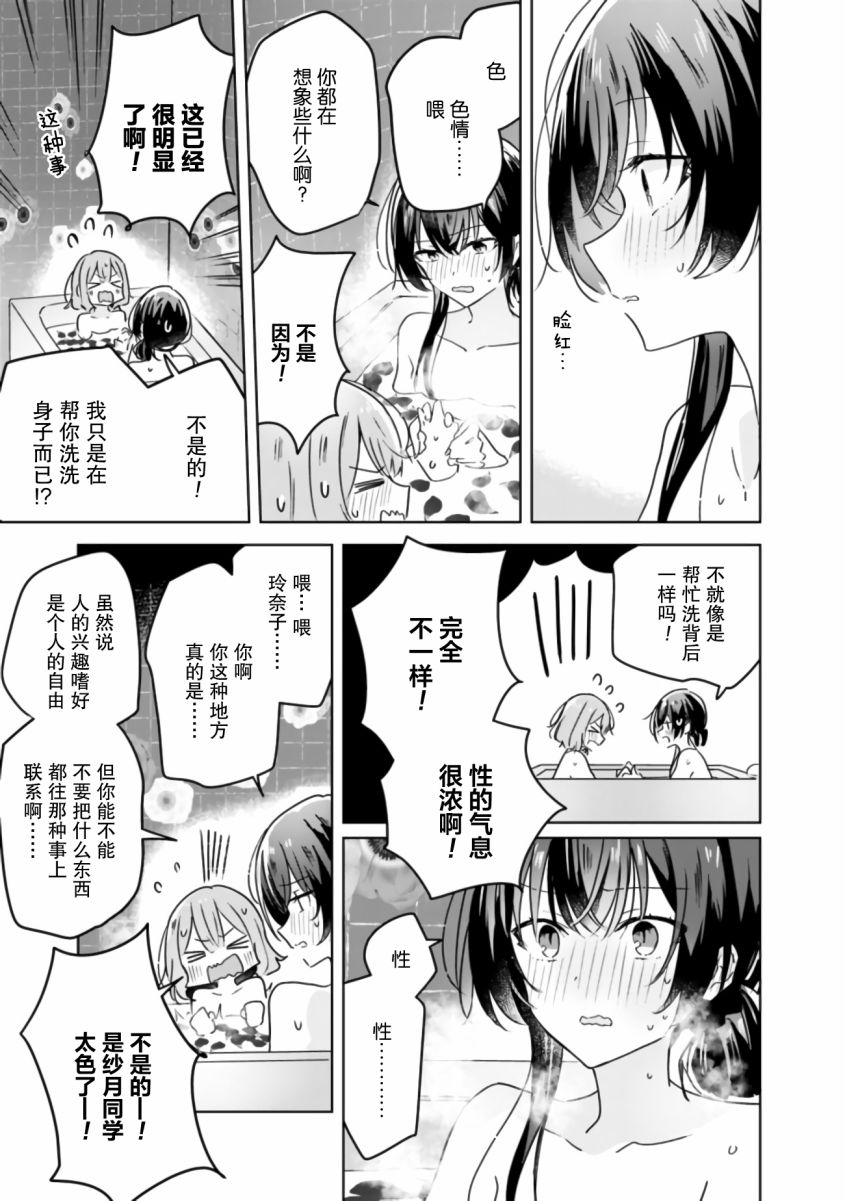 脸红…
色
色情……
喂
你都在
想象些什么啊？
不是
因为！
这已经
很明显
了啊！
这种事
不是的！
我只是在
帮你洗洗
身子而已！？
不就像是
帮忙洗背后
一样吗！
完全
不一样！
性的气息
很浓啊！
性
性…………
喂…喂
玲奈子……
你啊
你这种地方
真的是……
虽然说
人的兴趣嗜好
是个人的自由
但你能不能
不要把什么东西
都往那种事上
联系啊……
不是的—！
是纱月同学
太色了—！